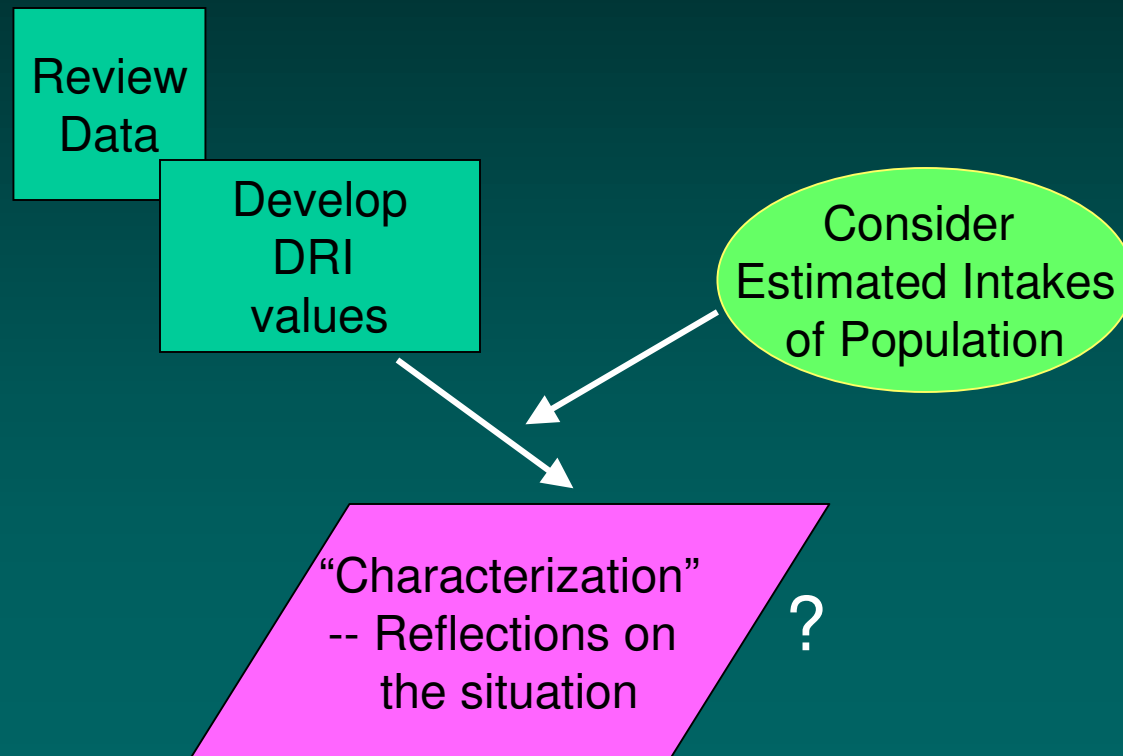 Review
Data
Develop
DRI
values
Consider
Estimated Intakes
of Population
“Characterization”
-- Reflections on
the situation
?